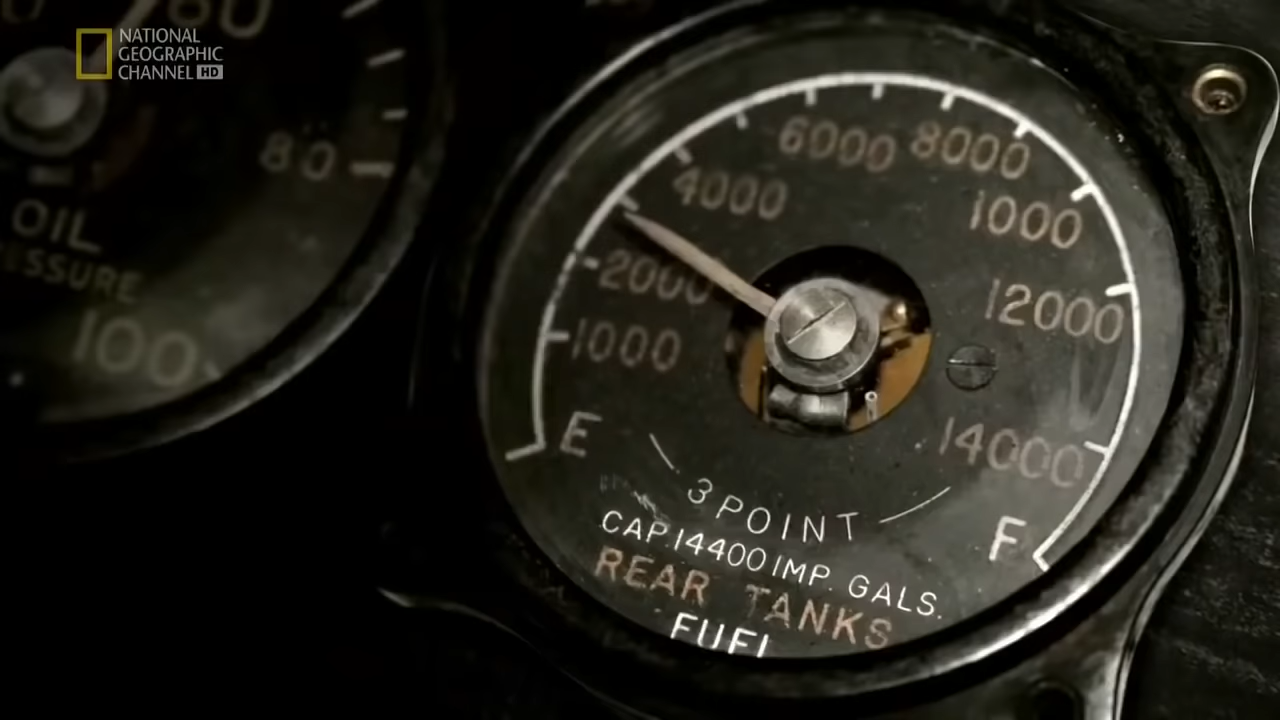 NATIONAL
GEOGRAPHIC
CHANNEL HD
60
80
OIL
100
6000
8000
4000
1000
2000
12000
1000
14000
E
F
3 POINT
CAP. 14400 IMP. GALS.
REAR TANKS
FUEL